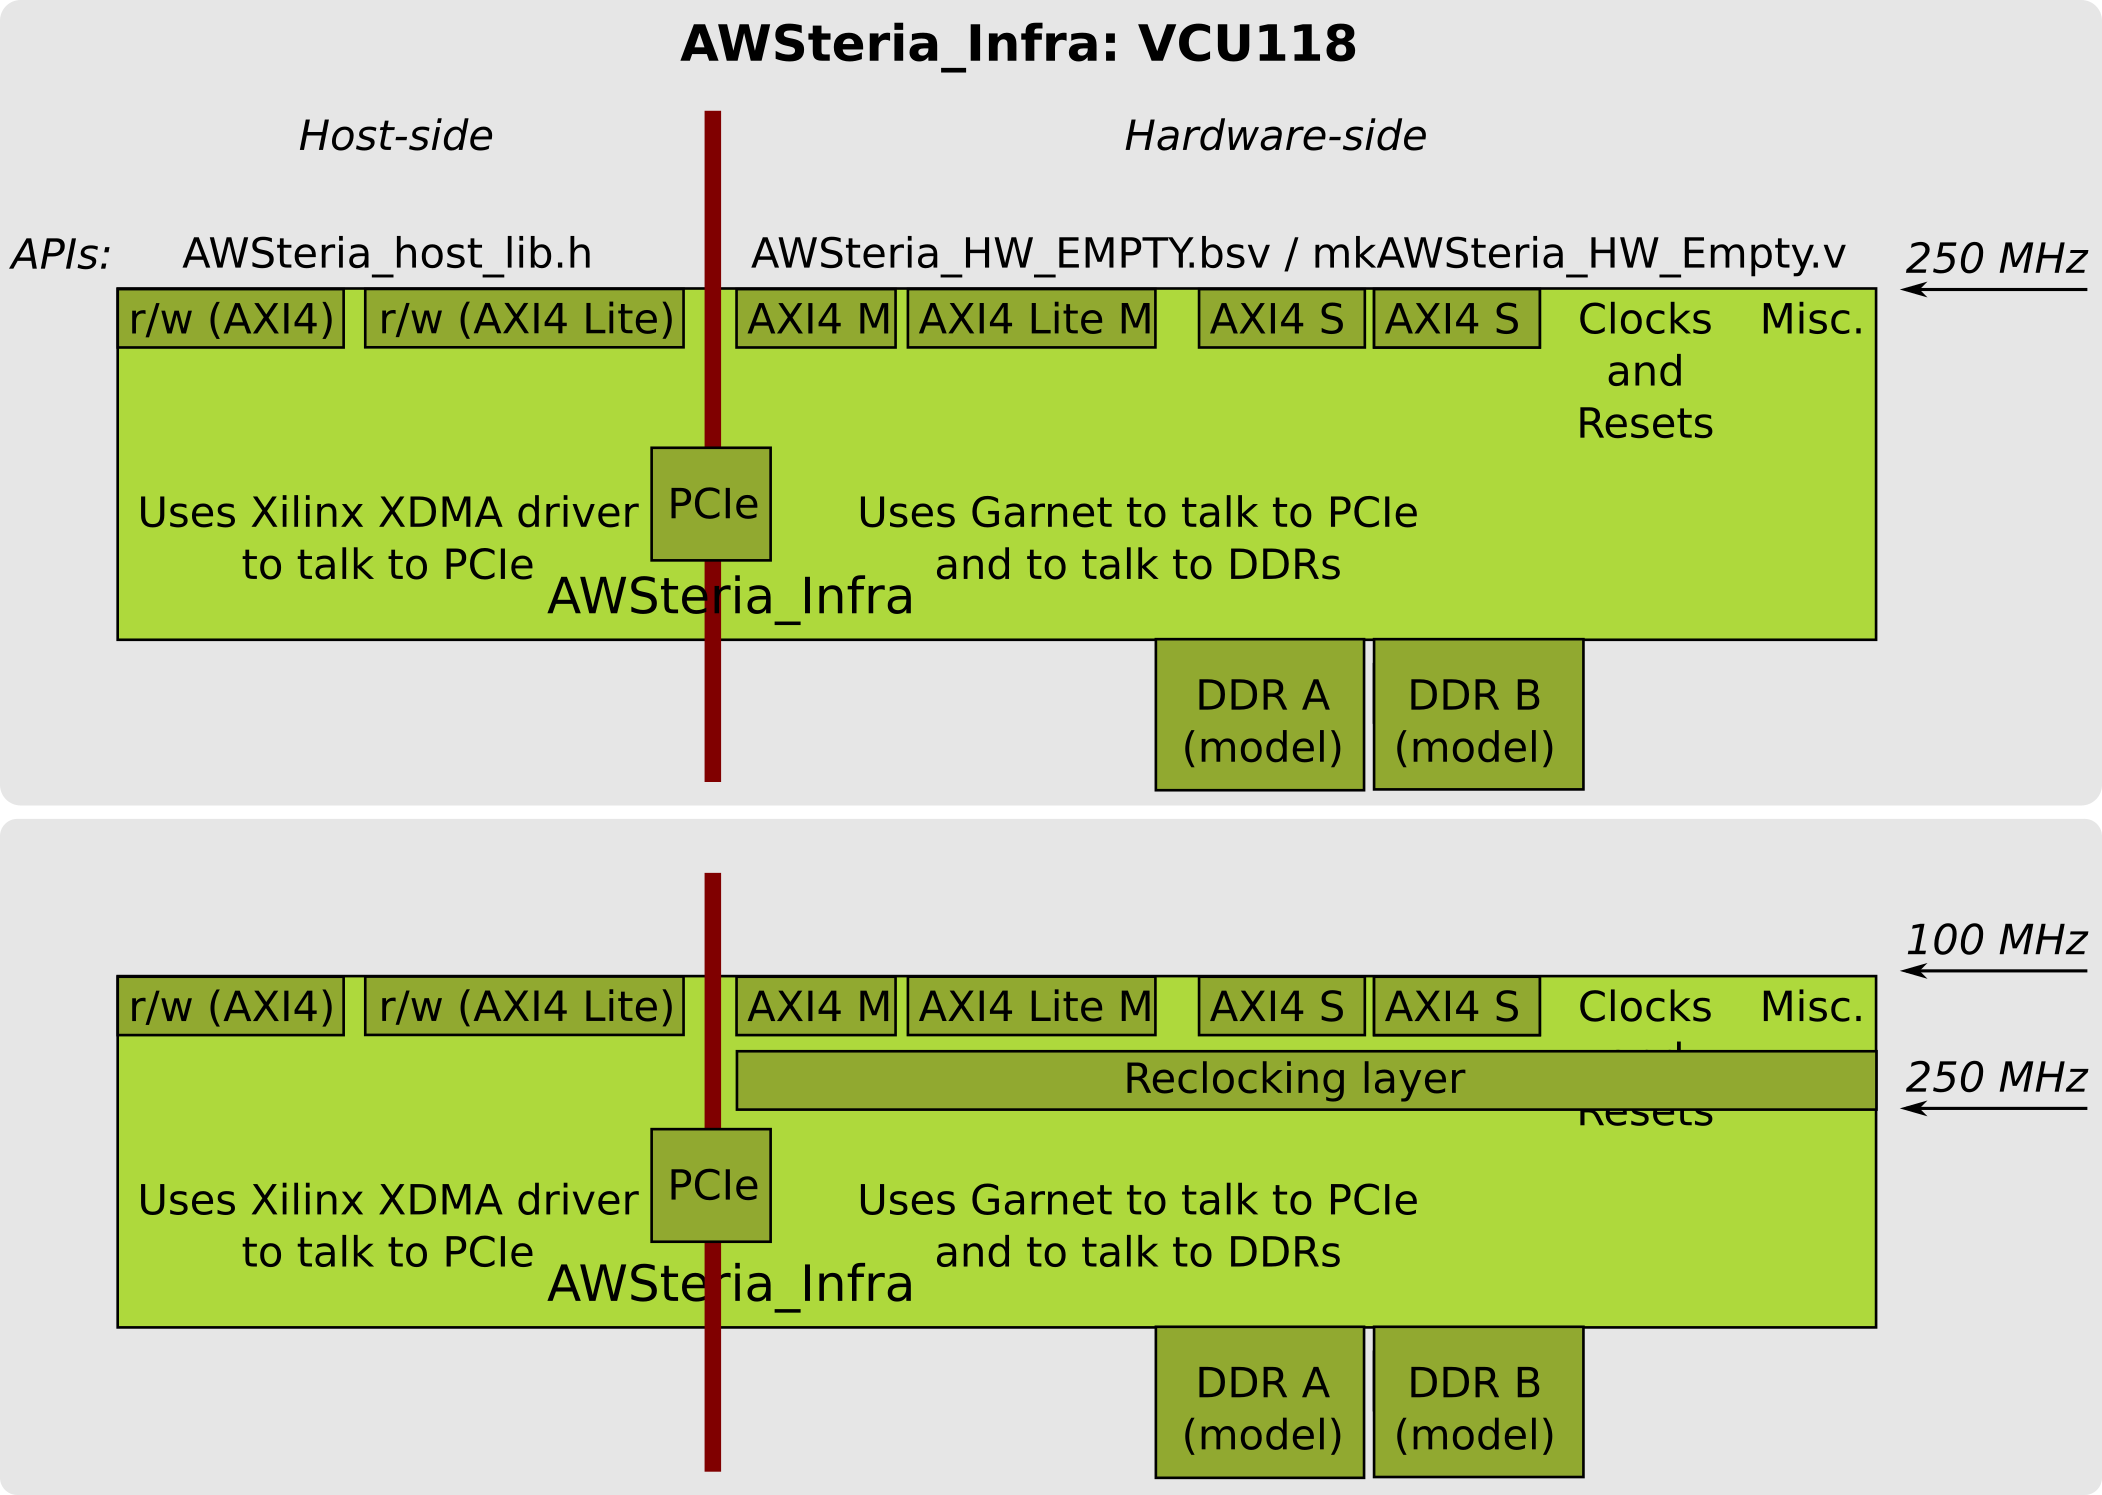 AWSteria_Infra: VCU118
Host-side
Hardware-side
APIs:
AWSteria_host_lib.h
AWSteria_HW_EMPTY.bsv / mkAWSteria_HW_Empty.v
250 MHz
r/w (AXI4)
r/w (AXI4 Lite)
AXI4 M
AXI4 Lite M
AXI4 S
AXI4 S
Clocks
and
Resets
Misc.
Uses Xilinx XDMA driver
to talk to PCIe
PCIe
Uses Garnet to talk to PCIe
and to talk to DDRs
AWSteria_Infra
DDR A
(model)
DDR B
(model)
100 MHz
r/w (AXI4)
r/w (AXI4 Lite)
AXI4 M
AXI4 Lite M
AXI4 S
AXI4 S
Clocks
Misc.
Reclocking layer
250 MHz
Resets
Uses Xilinx XDMA driver
to talk to PCIe
PCIe
Uses Garnet to talk to PCIe
and to talk to DDRs
AWSteria_Infra
DDR A
(model)
DDR B
(model)